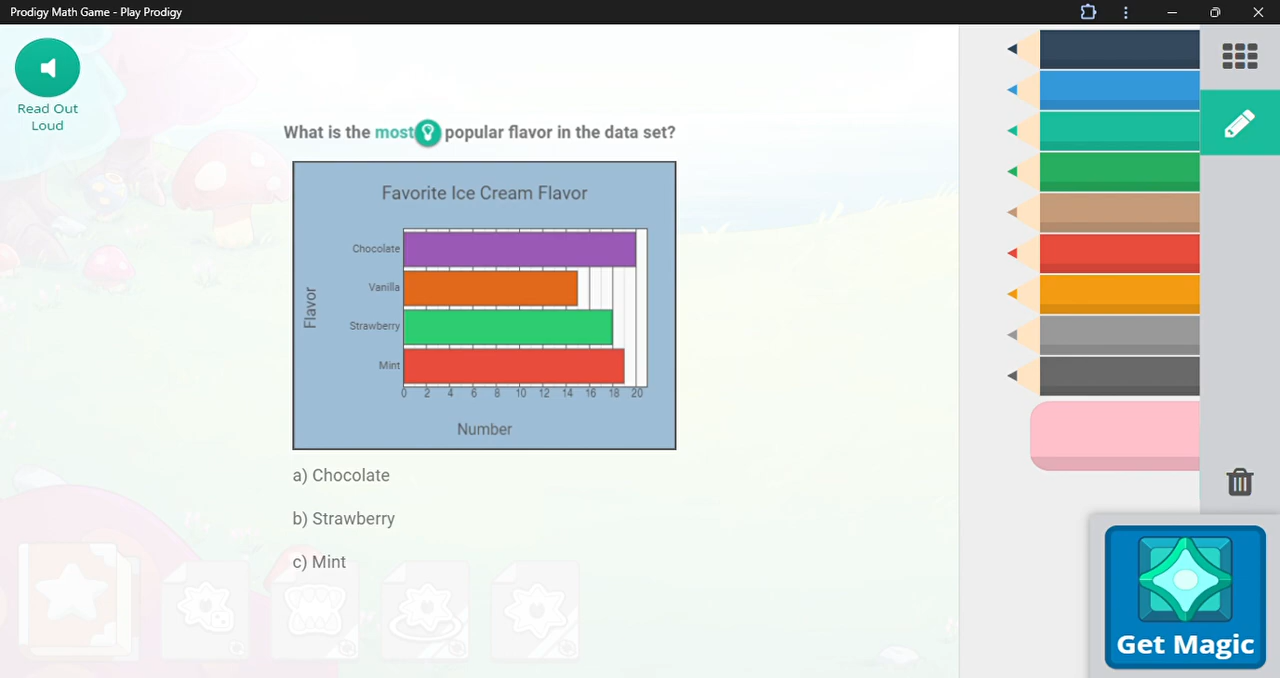 Prodigy Math Game - Play Prodigy
Read Out
Loud
What is the most popular flavor in the data set?
Favorite Ice Cream Flavor
Flavor
Chocolate
Vanilla
Strawberry
Mint
0 2 4 6 8 10 12 14 16 18 20
Number
a) Chocolate
b) Strawberry
c) Mint
Get Magic